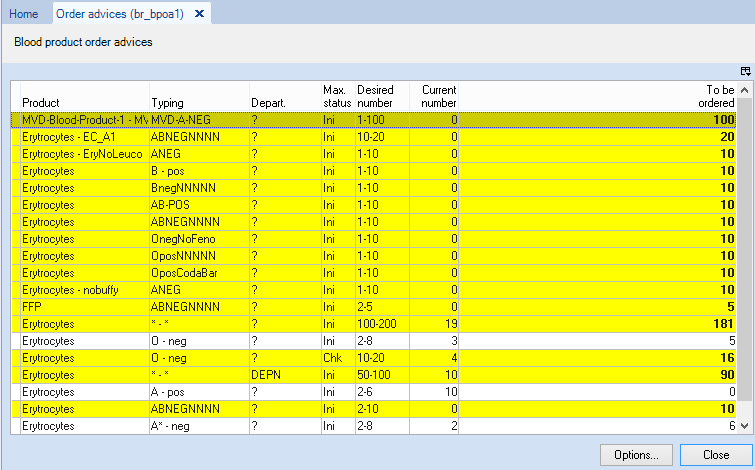 Home Order advices (br_bpoa1) ×
Blood product order advices
Product Typing Depart. Max. status Desired number Current number To be ordered
MVD-Blood-Product-1 - MV MVD-A-NEG ? Ini 1-100 0 100
Erytrocytes - EC_A1 ABNEGNNNN ? Ini 10-20 0 20
Erytrocytes - EryNoLeuco ANEG ? Ini 1-10 0 10
Erytrocytes B - pos ? Ini 1-10 0 10
Erytrocytes BnegNNNNN ? Ini 1-10 0 10
Erytrocytes AB-POS ? Ini 1-10 0 10
Erytrocytes ABNEGNNNN ? Ini 1-10 0 10
Erytrocytes OnegNoFeno ? Ini 1-10 0 10
Erytrocytes OposNNNNN ? Ini 1-10 0 10
Erytrocytes OposCodaBar ? Ini 1-10 0 10
Erytrocytes - nobuffy ANEG ? Ini 1-10 0 10
FFP ABNEGNNNN ? Ini 2-5 0 5
Erytrocytes * - * ? Ini 100-200 19 181
Erytrocytes O - neg ? Ini 2-8 3 5
Erytrocytes O - neg ? Chk 10-20 4 16
Erytrocytes * - * DEPN Ini 50-100 10 90
Erytrocytes A - pos ? Ini 2-6 10 0
Erytrocytes ABNEGNNNN ? Ini 2-10 0 10
Erytrocytes A* - neg ? Ini 2-8 2 6
Options... Close